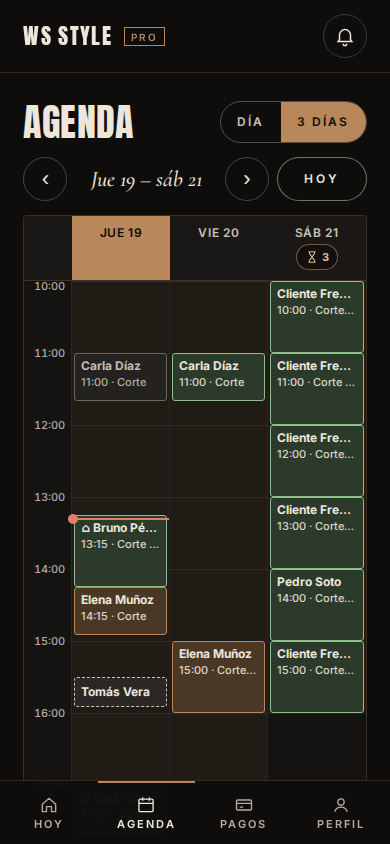 WS STYLE PRO
AGENDA DÍA 3 DÍAS
‹ Jue 19 – sáb 21 › HOY
JUE 19 VIE 20 SÁB 21
3
10:00
Cliente Fre...
10:00 · Corte...
11:00
Carla Díaz
11:00 · Corte
Carla Díaz
11:00 · Corte
Cliente Fre...
11:00 · Corte ...
12:00
Cliente Fre...
12:00 · Corte...
13:00
Cliente Fre...
13:00 · Corte...
Bruno Pé...
13:15 · Corte ...
14:00
Pedro Soto
14:00 · Corte...
Elena Muñoz
14:15 · Corte
15:00
Elena Muñoz
15:00 · Corte...
Cliente Fre...
15:00 · Corte...
Tomás Vera
16:00
HOY AGENDA PAGOS PERFIL